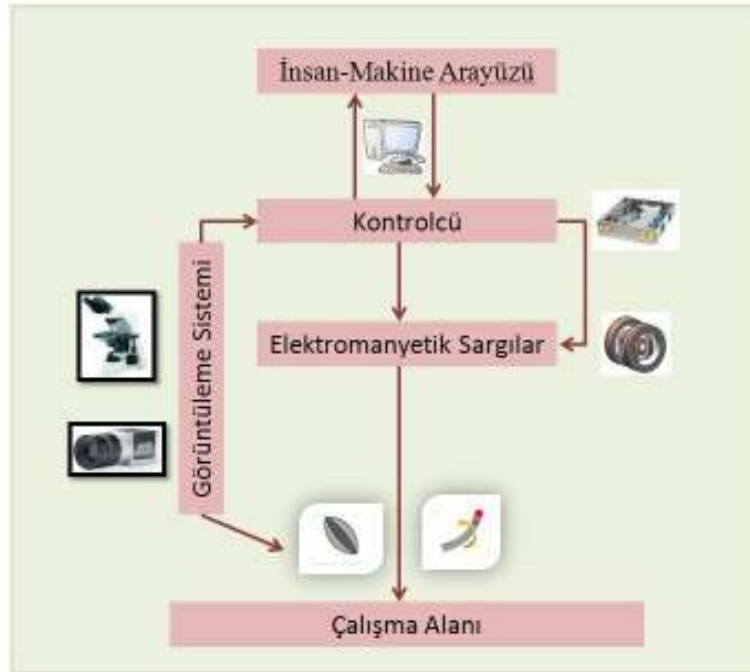 İnsan-Makine Arayüzü
Kontrolcü
Görüntüleme Sistemi
Elektromanyetik Sargılar
Çalışma Alanı